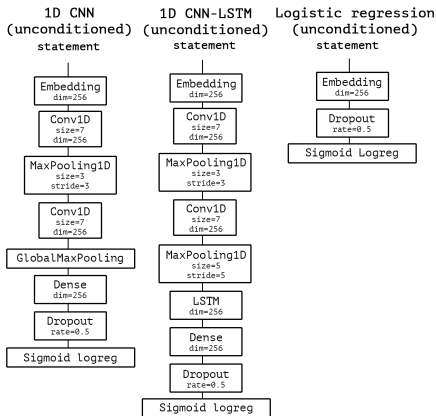 1D CNN
(unconditioned)
statement
Embedding
dim=256
Conv1D
size=7
dim=256
MaxPooling1D
size=3
stride=3
Conv1D
size=7
dim=256
GlobalMaxPooling
Dense
dim=256
Dropout
rate=0.5
Sigmoid logreg
1D CNN-LSTM
(unconditioned)
statement
Embedding
dim=256
Conv1D
size=7
dim=256
MaxPooling1D
size=3
stride=3
Conv1D
size=7
dim=256
MaxPooling1D
size=5
stride=5
LSTM
dim=256
Dense
dim=256
Dropout
rate=0.5
Sigmoid logreg
Logistic regression
(unconditioned)
statement
Embedding
dim=256
Dropout
rate=0.5
Sigmoid Logreg